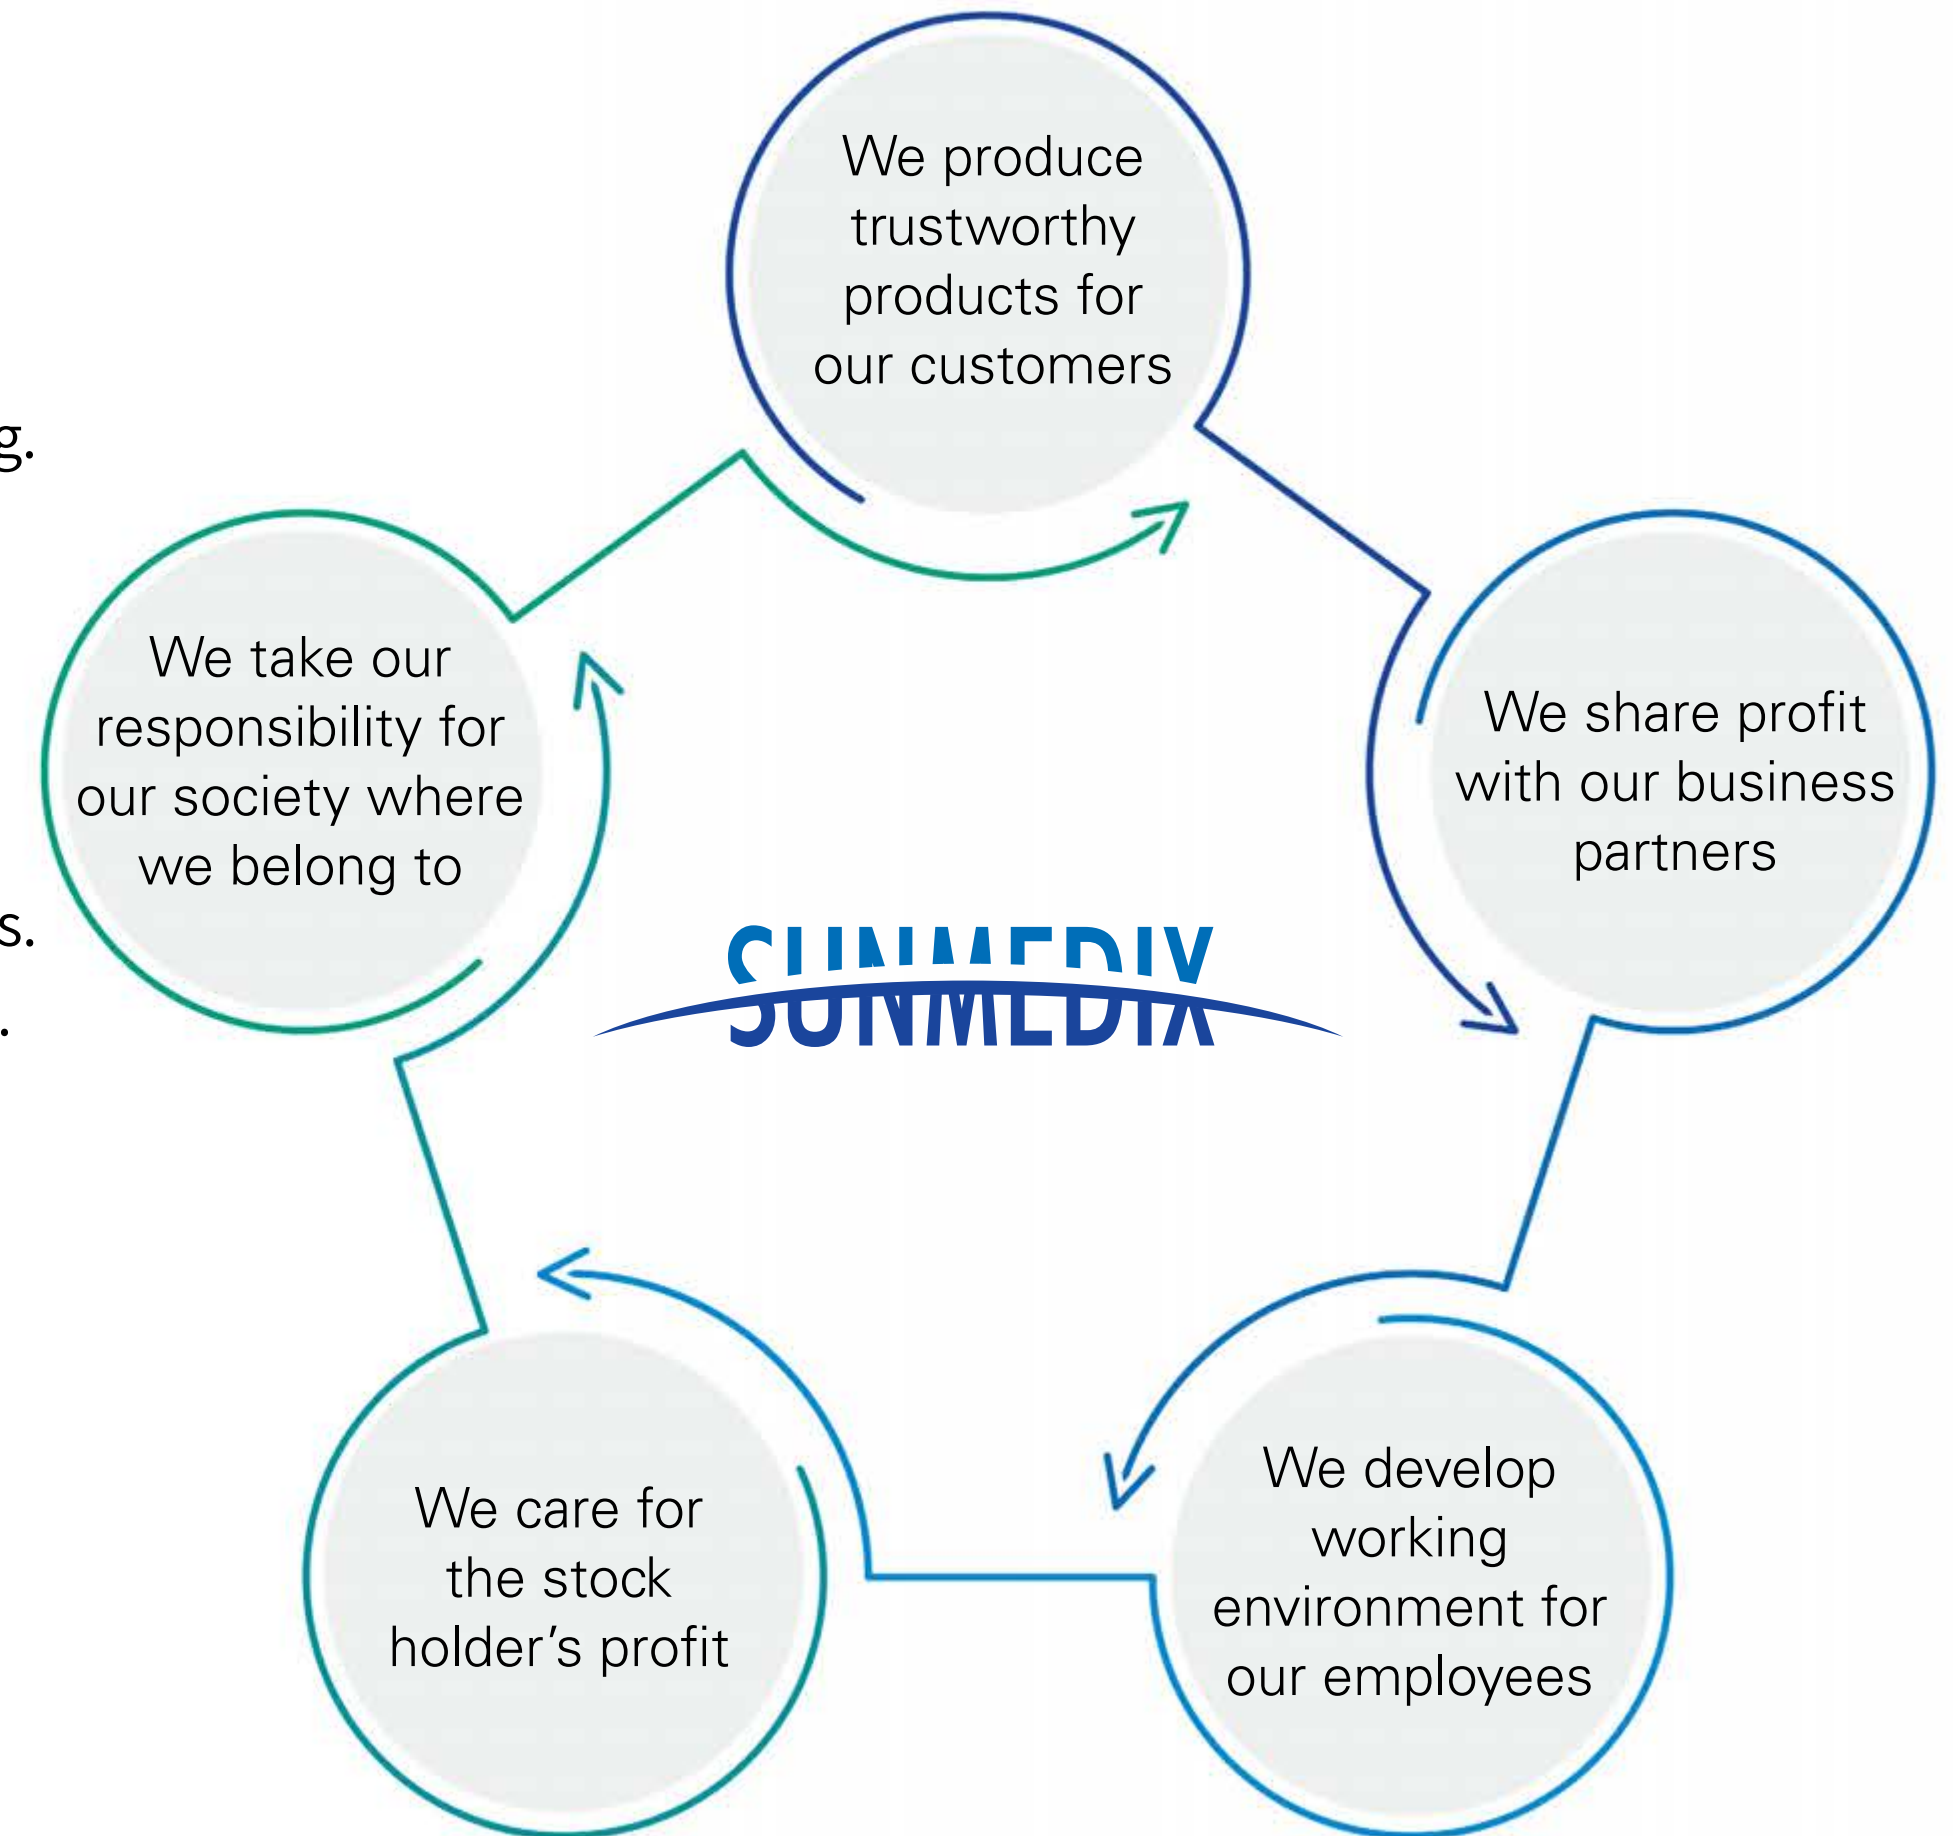 We produce
trustworthy
products for
our customers
g.
We take our
responsibility for
our society where
we belong to
We share profit
with our business
partners
s.
.
SUNMEDIX
We care for
the stock
holder’s profit
We develop
working
environment for
our employees